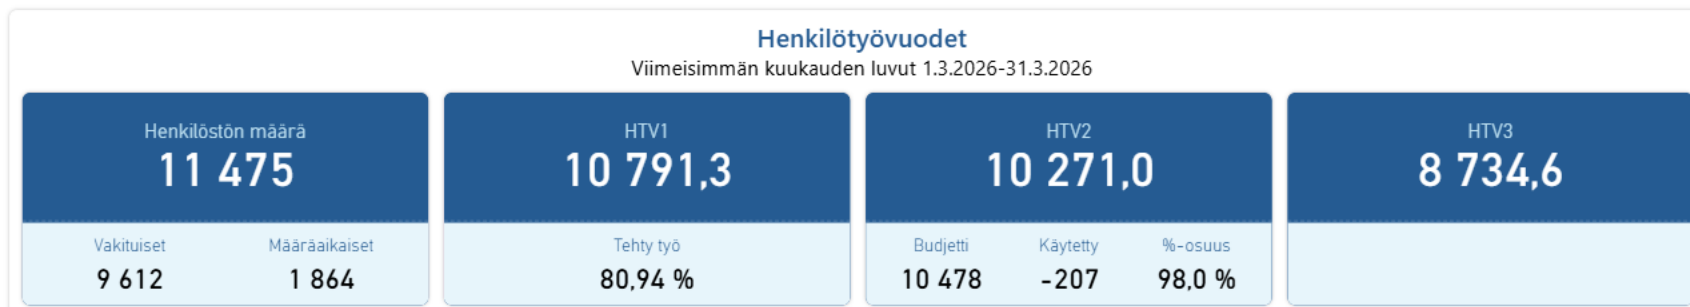 Henkilötyövuodet
Viimeisimmän kuukauden luvut 1.3.2026-31.3.2026
Henkilöstön määrä
11 475
Vakituiset Määräaikaiset
9 612 1 864
HTV1
10 791,3
Tehty työ
80,94 %
HTV2
10 271,0
Budjetti Käytetty %-osuus
10 478 -207 98,0 %
HTV3
8 734,6